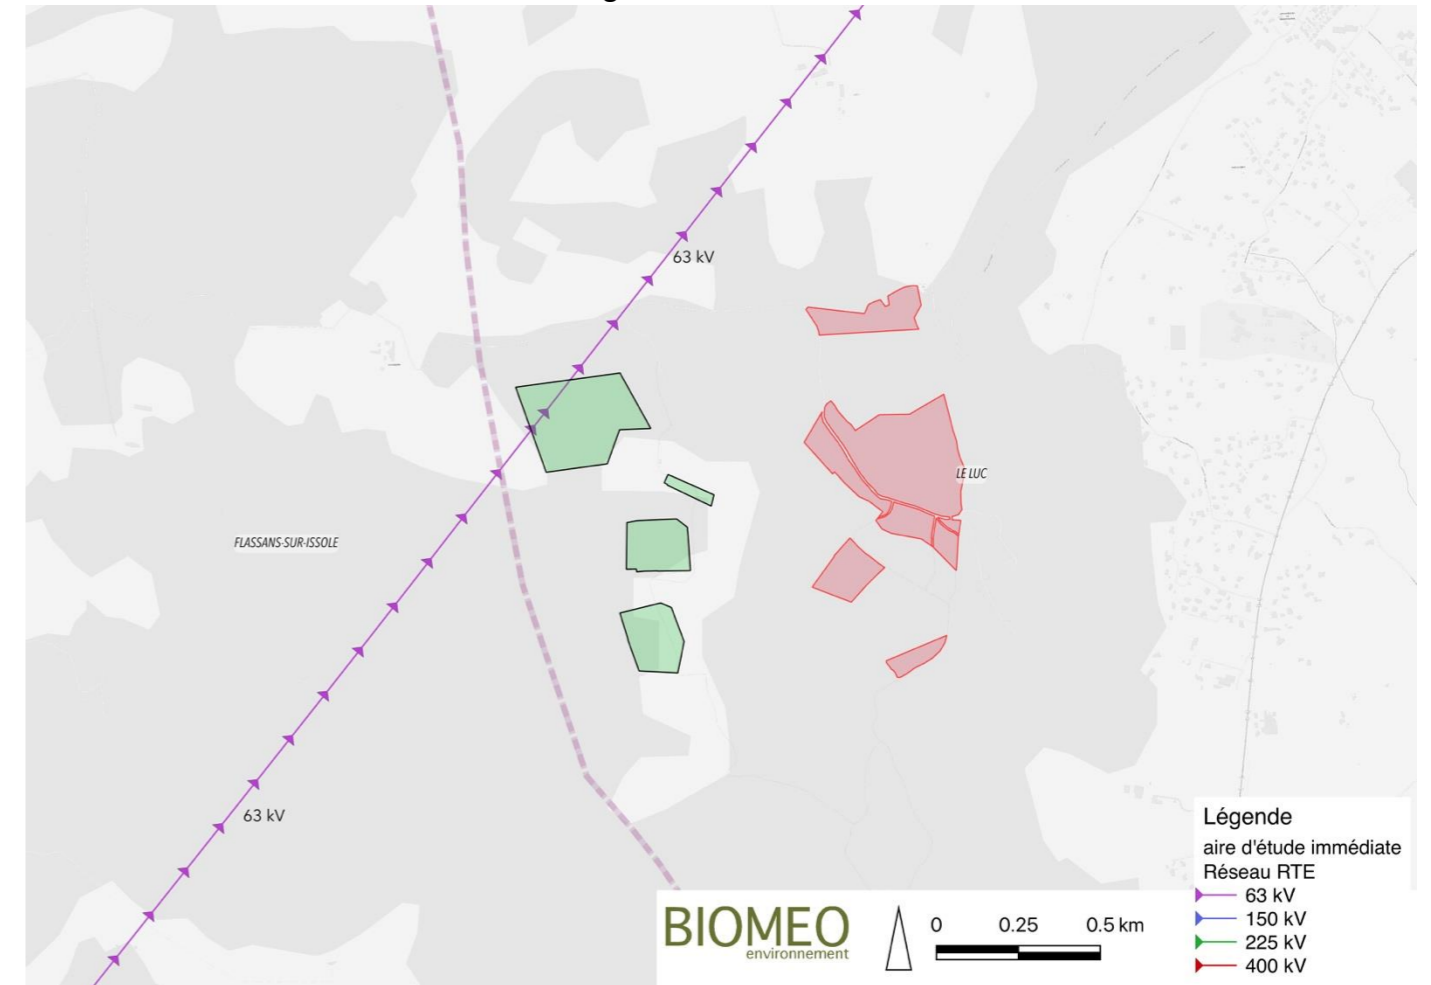 63 kV
LE LUC
FLASSANS-SUR-ISSOLE
63 kV
Légende
aire d'étude immédiate
Réseau RTE
63 kV
150 kV
225 kV
400 kV
BIOMEO
environnement
0 0.25 0.5 km